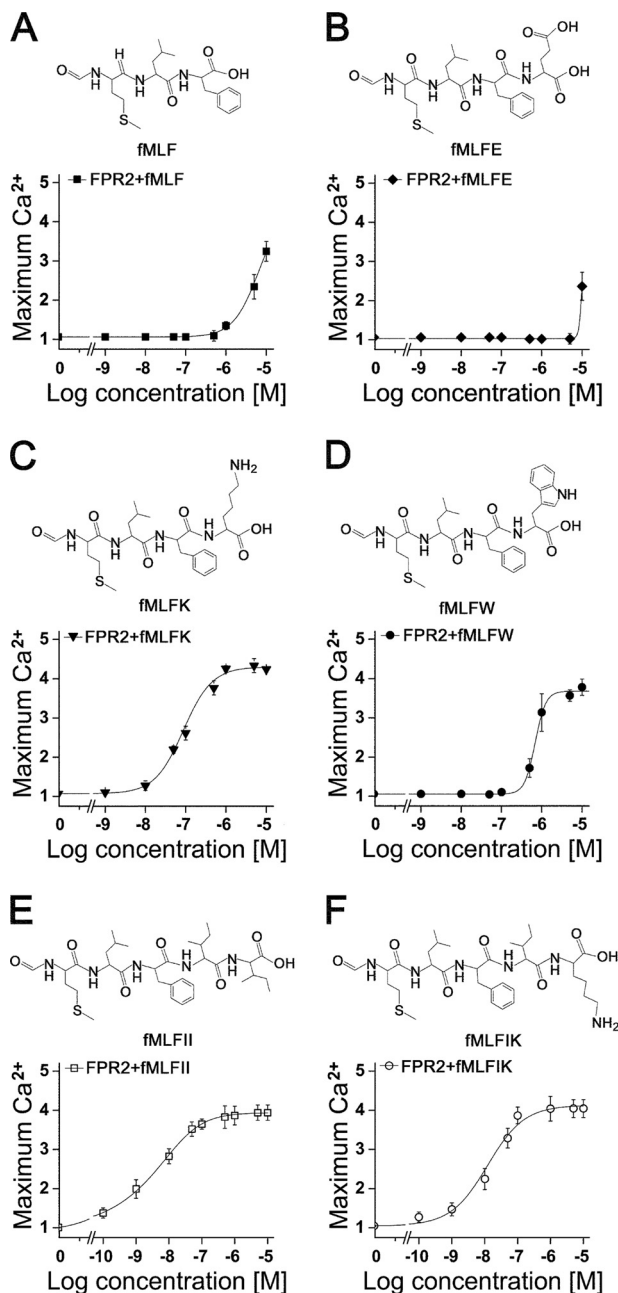 A
O
N
H
H
O
N
H
O
N
H
O
OH
S
fMLF
FPR2+fMLF
Maximum Ca²⁺
5
4
3
2
1
0
-9
-8
-7
-6
-5
Log concentration [M]
B
O
OH
O
N
H
O
N
H
O
N
H
O
N
H
OH
O
S
fMLFE
FPR2+fMLFE
Maximum Ca²⁺
5
4
3
2
1
0
-9
-8
-7
-6
-5
Log concentration [M]
C
NH₂
O
N
H
O
N
H
O
N
H
O
N
H
OH
O
S
fMLFK
FPR2+fMLFK
Maximum Ca²⁺
5
4
3
2
1
0
-9
-8
-7
-6
-5
Log concentration [M]
D
NH
O
N
H
O
N
H
O
N
H
O
N
H
OH
O
S
fMLFW
FPR2+fMLFW
Maximum Ca²⁺
5
4
3
2
1
0
-9
-8
-7
-6
-5
Log concentration [M]
E
O
N
H
O
N
H
O
N
H
O
N
H
O
N
H
O
OH
S
fMLFII
FPR2+fMLFII
Maximum Ca²⁺
5
4
3
2
1
0
-10
-9
-8
-7
-6
-5
Log concentration [M]
F
O
N
H
O
N
H
O
N
H
O
N
H
O
N
H
O
OH
S
NH₂
fMLFIK
FPR2+fMLFIK
Maximum Ca²⁺
5
4
3
2
1
0
-10
-9
-8
-7
-6
-5
Log concentration [M]